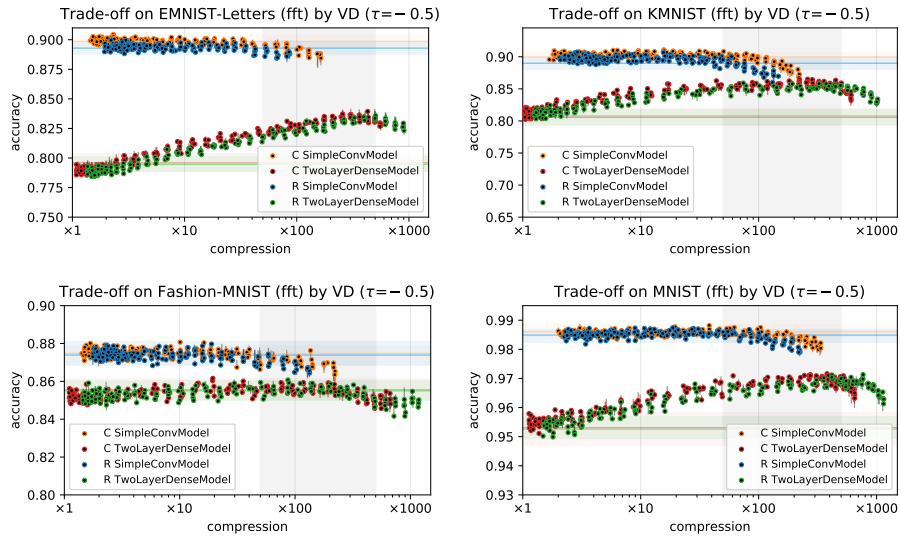 Trade-off on EMNIST-Letters (fft) by VD (τ=− 0.5)
0.900
0.875
0.850
0.825
0.800
0.775
0.750
accuracy
C SimpleConvModel
C TwoLayerDenseModel
R SimpleConvModel
R TwoLayerDenseModel
×1 ×10 ×100 ×1000
compression
Trade-off on KMNIST (fft) by VD (τ=− 0.5)
0.90
0.85
0.80
0.75
0.70
0.65
accuracy
C SimpleConvModel
C TwoLayerDenseModel
R SimpleConvModel
R TwoLayerDenseModel
×1 ×10 ×100 ×1000
compression
Trade-off on Fashion-MNIST (fft) by VD (τ=− 0.5)
0.90
0.88
0.86
0.84
0.82
0.80
accuracy
C SimpleConvModel
C TwoLayerDenseModel
R SimpleConvModel
R TwoLayerDenseModel
×1 ×10 ×100 ×1000
compression
Trade-off on MNIST (fft) by VD (τ=− 0.5)
0.99
0.98
0.97
0.96
0.95
0.94
0.93
accuracy
C SimpleConvModel
C TwoLayerDenseModel
R SimpleConvModel
R TwoLayerDenseModel
×1 ×10 ×100 ×1000
compression